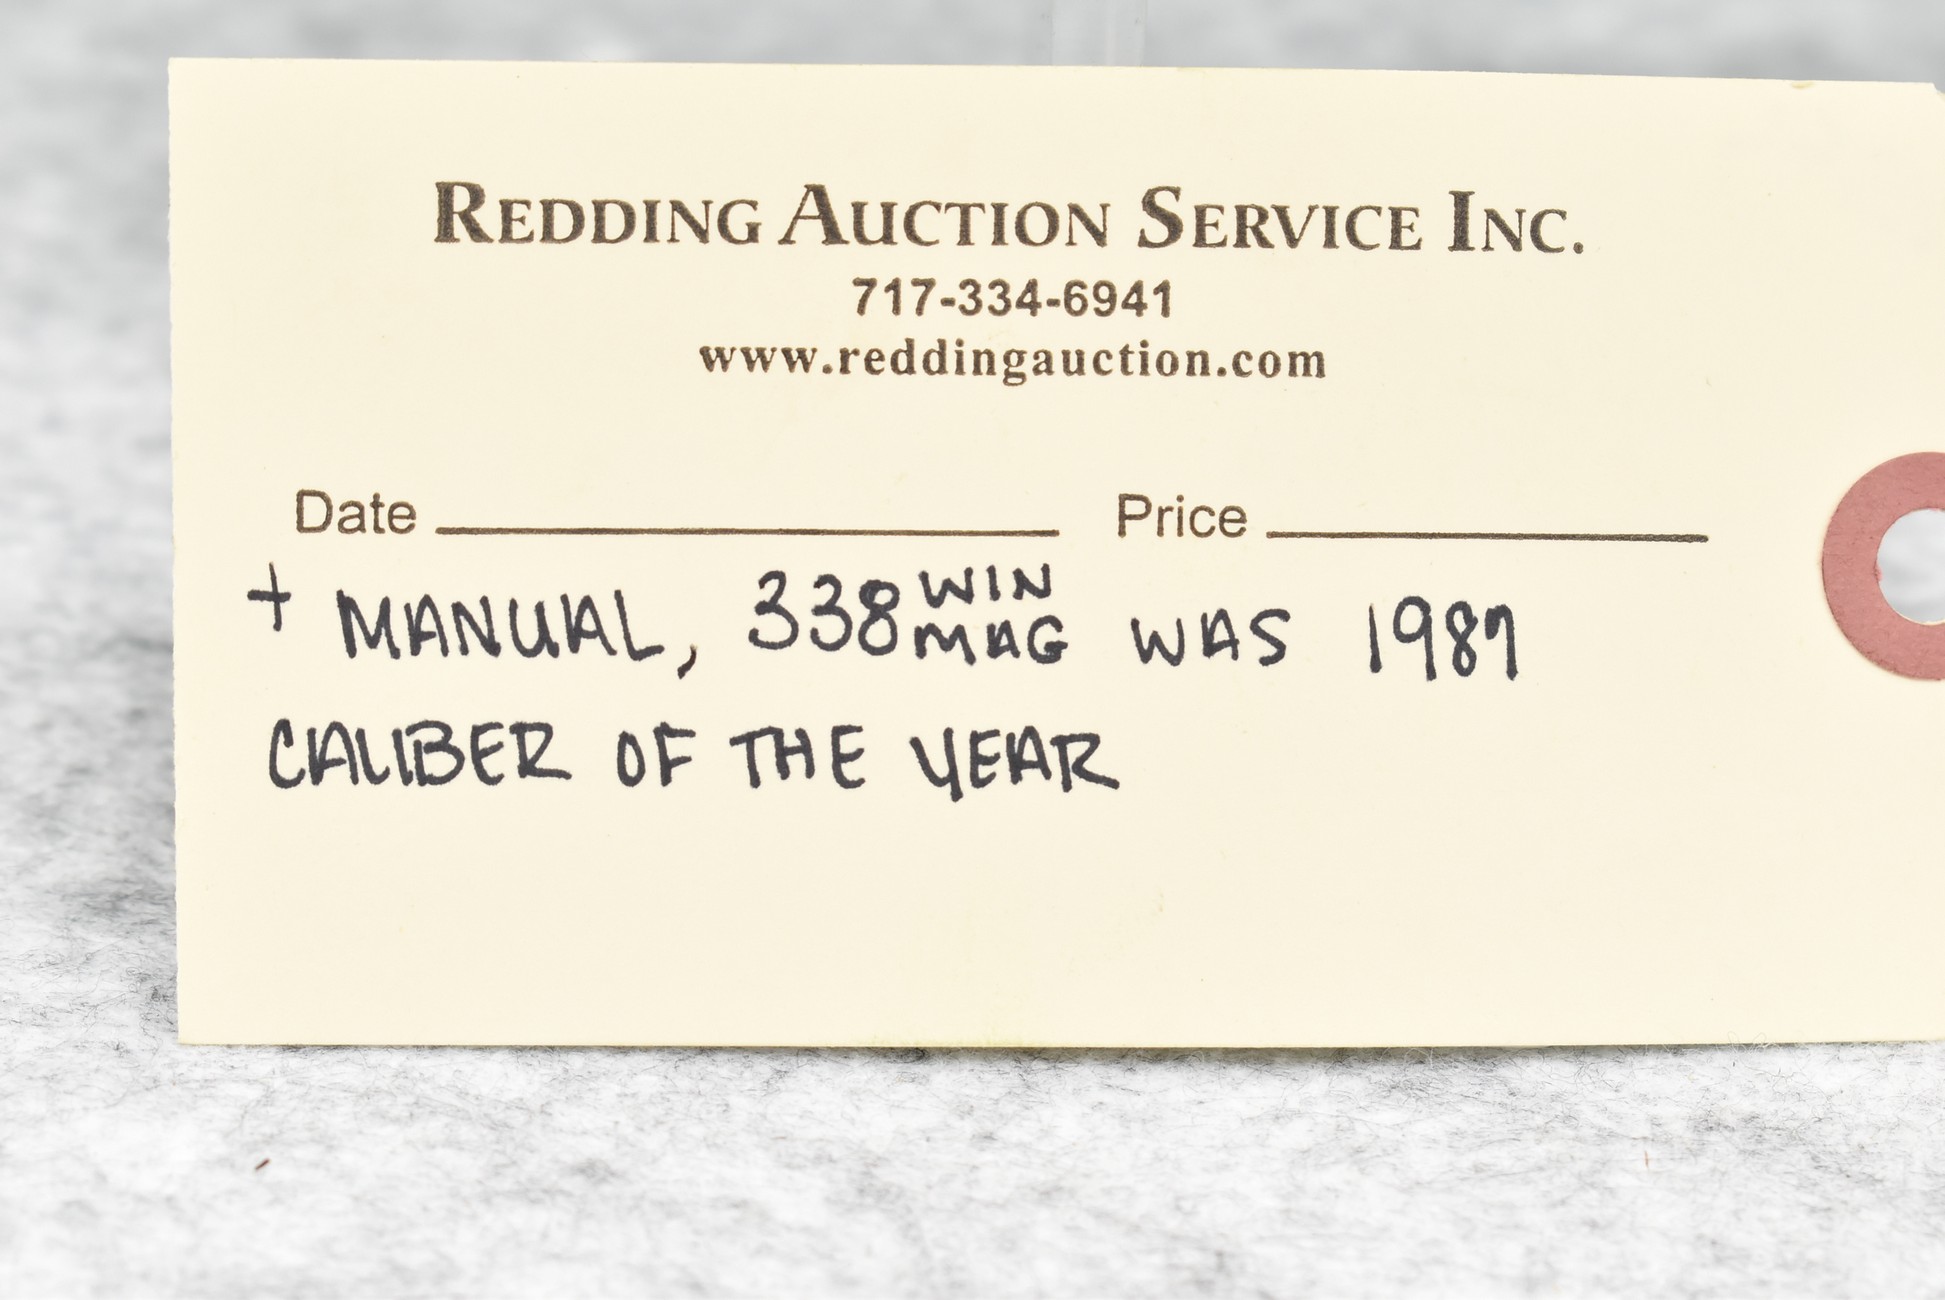 REDDING AUCTION SERVICE INC.
717-334-6941
www.reddingauction.com
Date Price
+ MANUAL, 338 WIN MAG WAS 1987
CALIBER OF THE YEAR